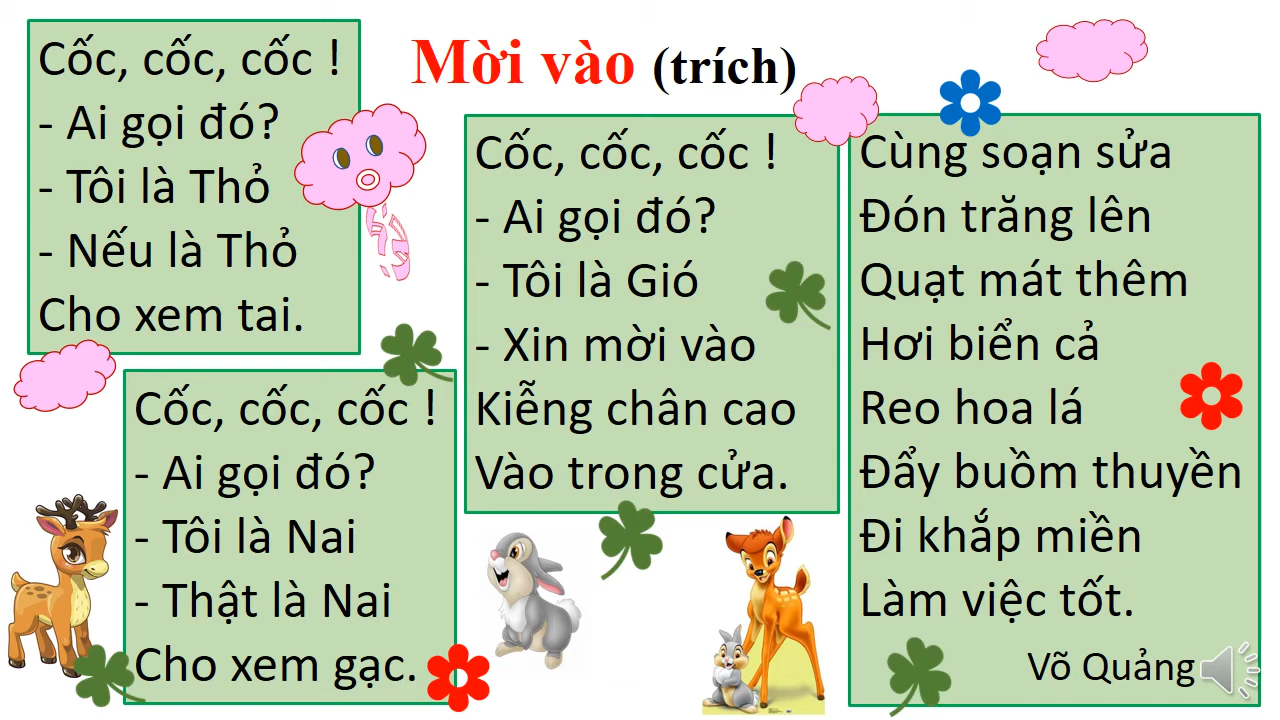 Mời vào (trích)
Cốc, cốc, cốc !
- Ai gọi đó?
- Tôi là Thỏ
- Nếu là Thỏ
Cho xem tai.
Cốc, cốc, cốc !
- Ai gọi đó?
- Tôi là Nai
- Thật là Nai
Cho xem gạc.
Cốc, cốc, cốc !
- Ai gọi đó?
- Tôi là Gió
- Xin mời vào
Kiễng chân cao
Vào trong cửa.
Cùng soạn sửa
Đón trăng lên
Quạt mát thêm
Hơi biển cả
Reo hoa lá
Đẩy buồm thuyền
Đi khắp miền
Làm việc tốt.
Võ Quảng